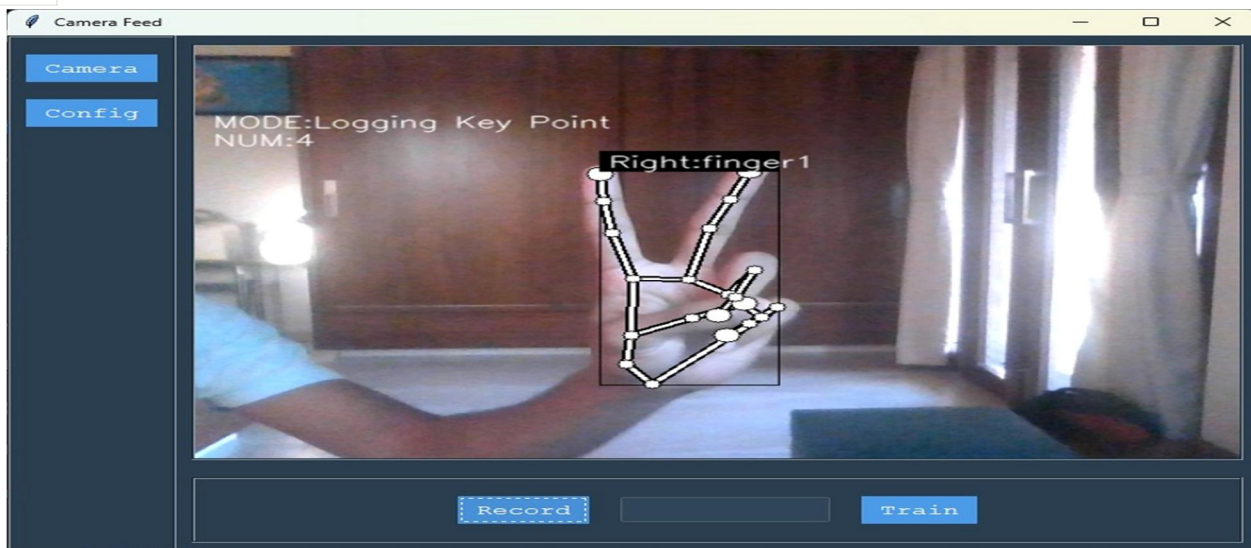 Camera Feed
Camera
Config
MODE:Logging Key Point
NUM:4
Right:finger1
Record
Train